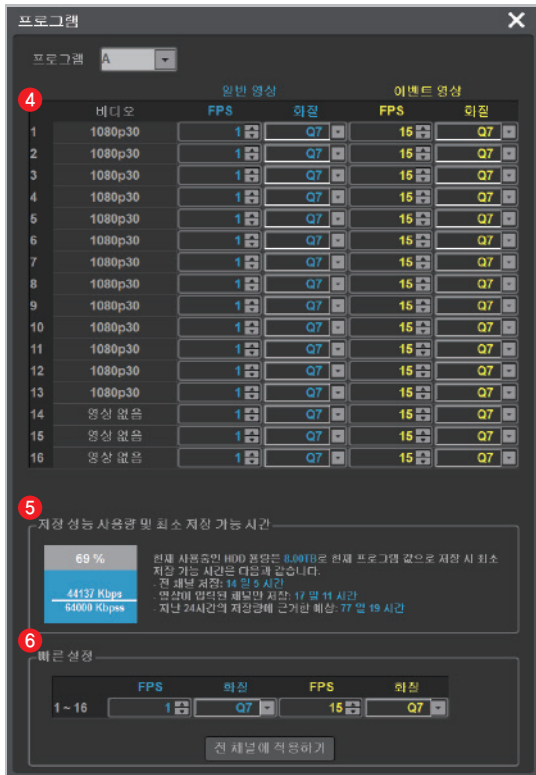 프로그램
프로그램 A
일반 영상 이벤트 영상
4
비디오 FPS 화질 FPS 화질
1 1080p30 1 Q7 15 Q7
2 1080p30 1 Q7 15 Q7
3 1080p30 1 Q7 15 Q7
4 1080p30 1 Q7 15 Q7
5 1080p30 1 Q7 15 Q7
6 1080p30 1 Q7 15 Q7
7 1080p30 1 Q7 15 Q7
8 1080p30 1 Q7 15 Q7
9 1080p30 1 Q7 15 Q7
10 1080p30 1 Q7 15 Q7
11 1080p30 1 Q7 15 Q7
12 1080p30 1 Q7 15 Q7
13 1080p30 1 Q7 15 Q7
14 영상 없음 1 Q7 15 Q7
15 영상 없음 1 Q7 15 Q7
16 영상 없음 1 Q7 15 Q7
5
저장 성능 사용량 및 최소 저장 가능 시간
69 %
44137 Kbps
64000 Kbpss
현재 사용중인 HDD 용량은 8.00TB로 현재 프로그램 값으로 저장 시 최소
저장 가능 시간은 다음과 같습니다.
- 전 채널 저장: 14 일 5 시간
- 영상이 입력된 채널만 저장: 17 일 11 시간
- 지난 24시간의 저장량에 근거한 예상: 77 일 19 시간
6
빠른 설정
FPS 화질 FPS 화질
1 ~ 16 1 Q7 15 Q7
전 채널에 적용하기